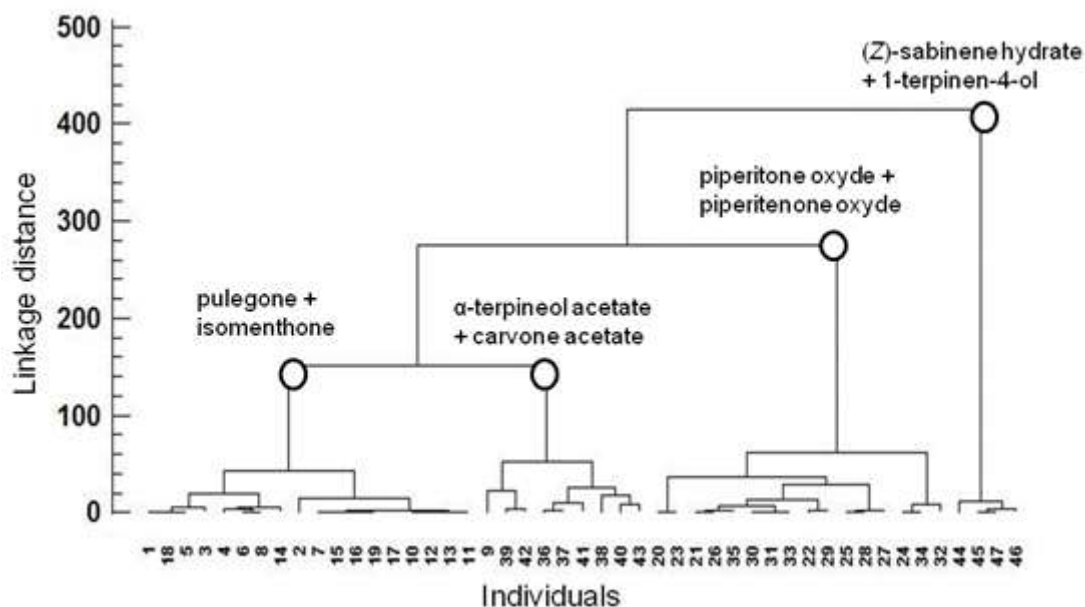 500
(Z)-sabinene hydrate
+ 1-terpinen-4-ol
400
piperitone oxyde +
piperitenone oxyde
300
pulegone +
isomenthone
α-terpineol acetate
+ carvone acetate
200
100
0
Linkage distance
1 18 5 3 4 6 8 14 2 7 15 16 19 17 10 12 13 11 9 39 42 36 37 41 38 40 43 20 23 21 26 35 30 31 33 22 29 25 28 27 24 34 32 44 45 47 46
Individuals